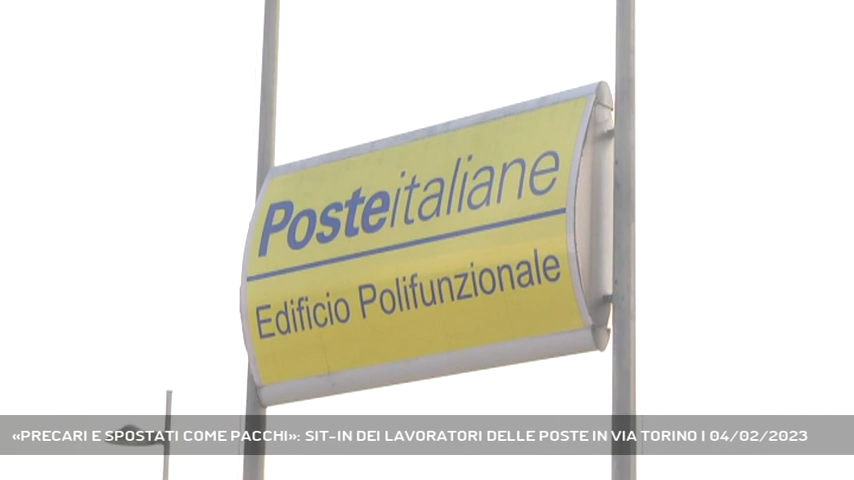 Posteitaliane
Edificio Polifunzionale
«PRECARI E SPOSTATI COME PACCHI»: SIT-IN DEI LAVORATORI DELLE POSTE IN VIA TORINO | 04/02/2023